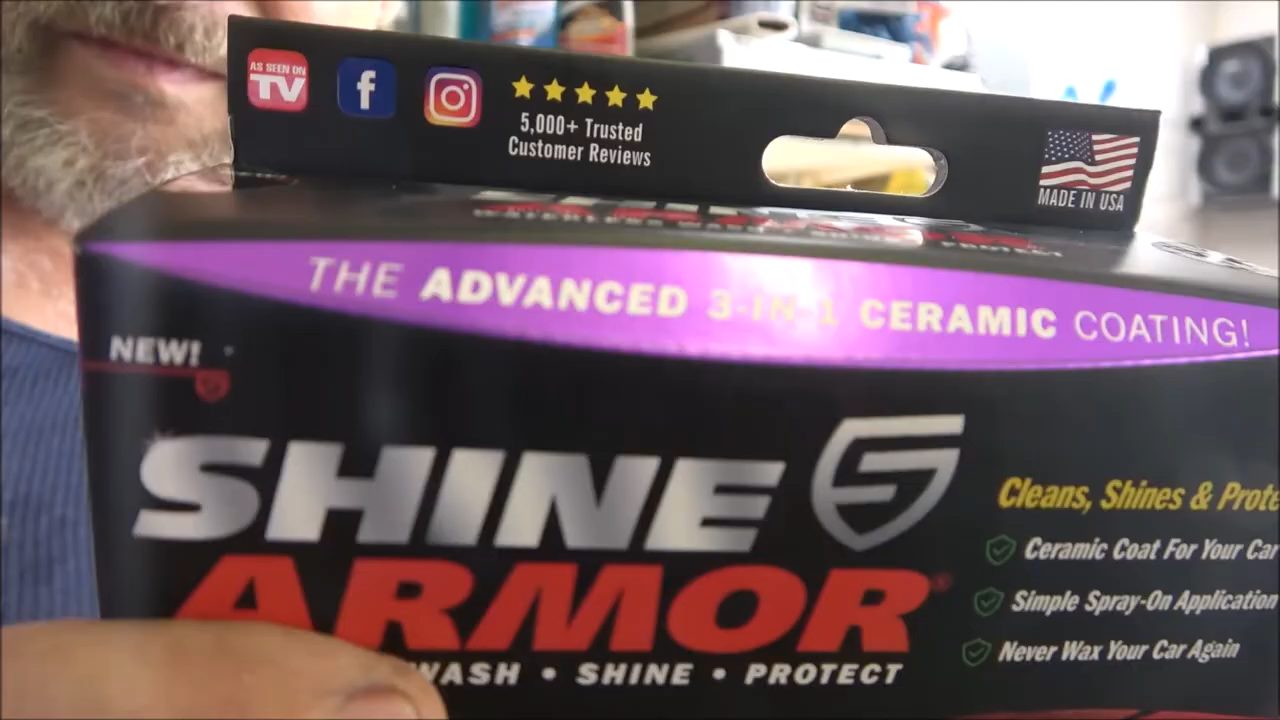 AS SEEN ON
TV
f
5,000+ Trusted
Customer Reviews
MADE IN USA
THE ADVANCED 3-IN-1 CERAMIC COATING!
NEW!
SHINE
ARMOR®
WASH • SHINE • PROTECT
Cleans, Shines &
Ceramic Coat For Your Car
Simple Spray-On Application
Never Wax Your Car Again